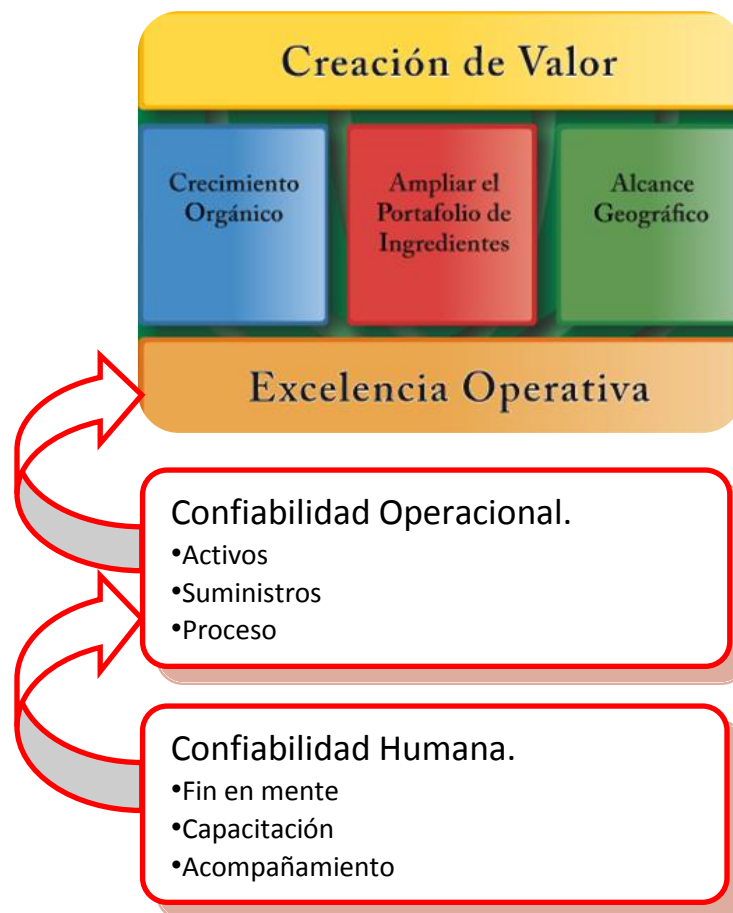 Creación de Valor
Crecimiento
Orgánico
Ampliar el
Portafolio de
Ingredientes
Alcance
Geográfico
Excelencia Operativa
Confiabilidad Operacional.
•Activos
•Suministros
•Proceso
Confiabilidad Humana.
•Fin en mente
•Capacitación
•Acompañamiento